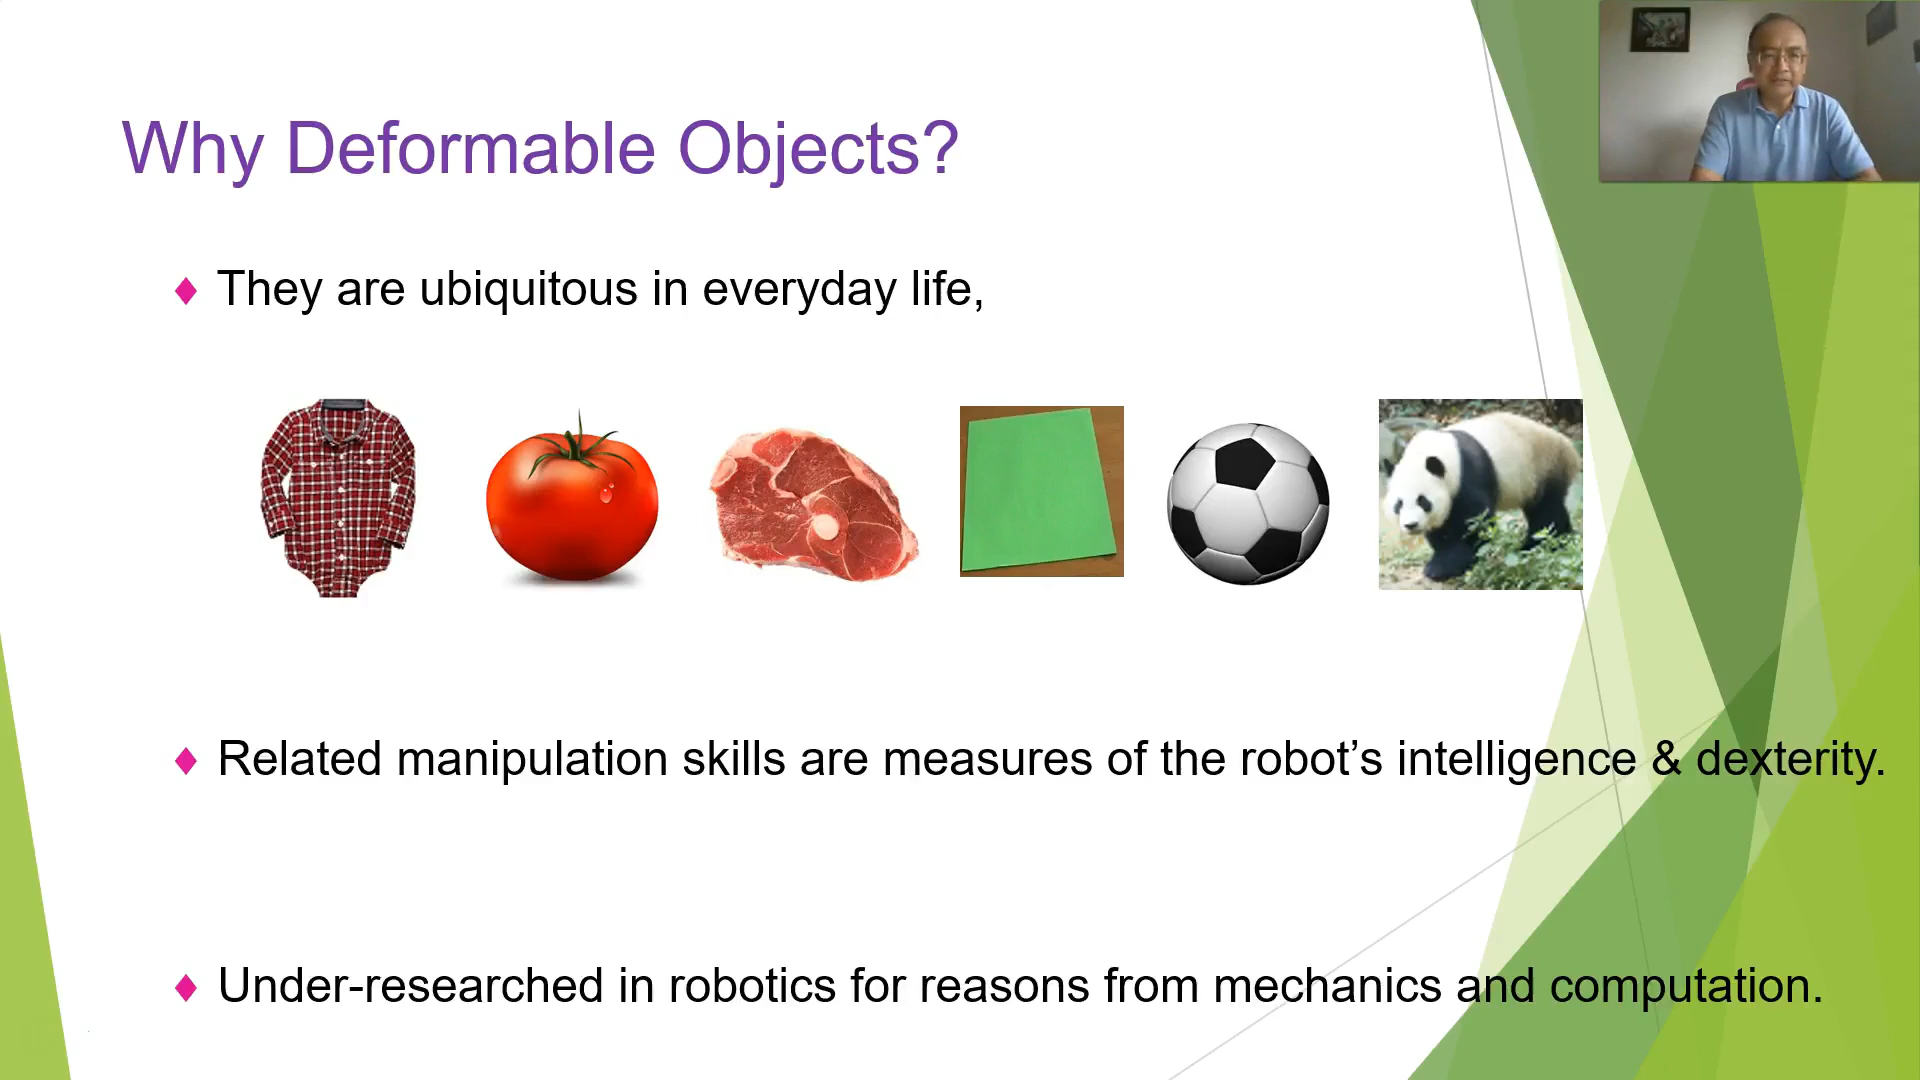 Why Deformable Objects?
They are ubiquitous in everyday life,
Related manipulation skills are measures of the robot’s intelligence & dexterity.
Under-researched in robotics for reasons from mechanics and computation.